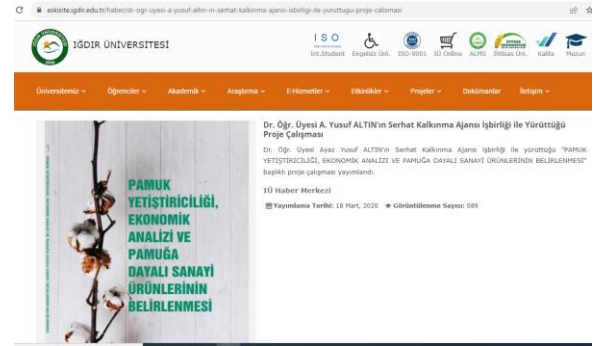 eskisite.igdir.edu.tr/haber/dr-ogr-uyesi-a-yusuf-altin-in-serhat-kalkinma-ajansi-isbirligi-ile-yuruttugu-proje-calismasi
IĞDIR ÜNİVERSİTESİ
ISO
Int.Student
Engelsiz Üni.
ISO-9001
IÜ Online
ALMS
İhtisas Üni.
Kalite
Mezun
Üniversitemiz
Öğrenciler
Akademik
Araştırma
E-Hizmetler
Etkinlikler
Projeler
Dokümanlar
İletişim
PAMUK
YETİŞTİRİCİLİĞİ,
EKONOMİK
ANALİZİ VE
PAMUĞA
DAYALI SANAYİ
ÜRÜNLERİNİN
BELİRLENMESİ
Dr. Öğr. Üyesi A. Yusuf ALTIN'ın Serhat Kalkınma Ajansı İşbirliği ile Yürüttüğü
Proje Çalışması
Dr. Öğr. Üyesi Ayaz Yusuf ALTIN'ın Serhat Kalkınma Ajansı işbirliği ile yürüttüğü "PAMUK
YETİŞTİRİCİLİĞİ, EKONOMİK ANALİZİ VE PAMUĞA DAYALI SANAYİ ÜRÜNLERİNİN BELİRLENMESİ"
başlıklı proje çalışması yayımlandı.
IÜ Haber Merkezi
Yayımlama Tarihi: 18 Mart, 2020 Görüntülenme Sayısı: 689